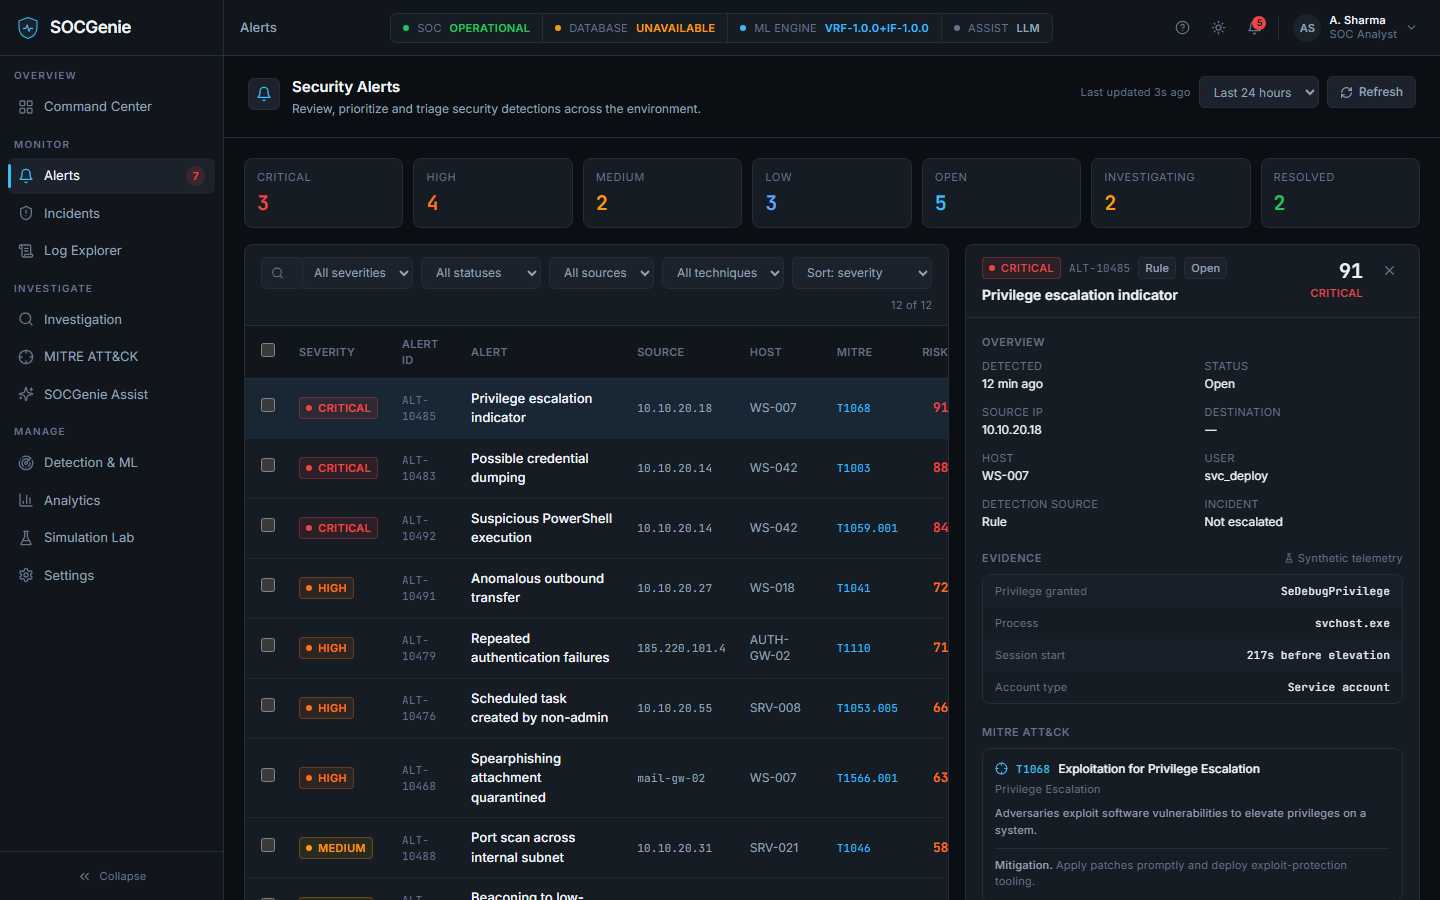 SOCGenie
Alerts
SOC OPERATIONAL
DATABASE UNAVAILABLE
ML ENGINE VRF-1.0.0+IF-1.0.0
ASSIST LLM
5
AS
A. Sharma
SOC Analyst
OVERVIEW
Command Center
MONITOR
Alerts 7
Incidents
Log Explorer
INVESTIGATE
Investigation
MITRE ATT&CK
SOCGenie Assist
MANAGE
Detection & ML
Analytics
Simulation Lab
Settings
Collapse
Security Alerts
Review, prioritize and triage security detections across the environment.
Last updated 3s ago
Last 24 hours
Refresh
CRITICAL
3
HIGH
4
MEDIUM
2
LOW
3
OPEN
5
INVESTIGATING
2
RESOLVED
2
All severities
All statuses
All sources
All techniques
Sort: severity
12 of 12
SEVERITY
ALERT
ID
ALERT
SOURCE
HOST
MITRE
RISK
CRITICAL
ALT-
10485
Privilege escalation
indicator
10.10.20.18
WS-007
T1068
91
CRITICAL
ALT-
10483
Possible credential
dumping
10.10.20.14
WS-042
T1003
88
CRITICAL
ALT-
10492
Suspicious PowerShell
execution
10.10.20.14
WS-042
T1059.001
84
HIGH
ALT-
10491
Anomalous outbound
transfer
10.10.20.27
WS-018
T1041
72
HIGH
ALT-
10479
Repeated
authentication failures
185.220.101.4
AUTH-
GW-02
T1110
71
HIGH
ALT-
10476
Scheduled task
created by non-admin
10.10.20.55
SRV-008
T1053.005
66
HIGH
ALT-
10468
Spearphishing
attachment
quarantined
mail-gw-02
WS-007
T1566.001
63
MEDIUM
ALT-
10488
Port scan across
internal subnet
10.10.20.31
SRV-021
T1046
58
ALT-
Beaconing to low-
CRITICAL
ALT-10485
Rule
Open
91
CRITICAL
Privilege escalation indicator
OVERVIEW
DETECTED
12 min ago
STATUS
Open
SOURCE IP
10.10.20.18
DESTINATION
—
HOST
WS-007
USER
svc_deploy
DETECTION SOURCE
Rule
INCIDENT
Not escalated
EVIDENCE
Synthetic telemetry
Privilege granted SeDebugPrivilege
Process svchost.exe
Session start 217s before elevation
Account type Service account
MITRE ATT&CK
T1068 Exploitation for Privilege Escalation
Privilege Escalation
Adversaries exploit software vulnerabilities to elevate privileges on a
system.
Mitigation. Apply patches promptly and deploy exploit-protection
tooling.